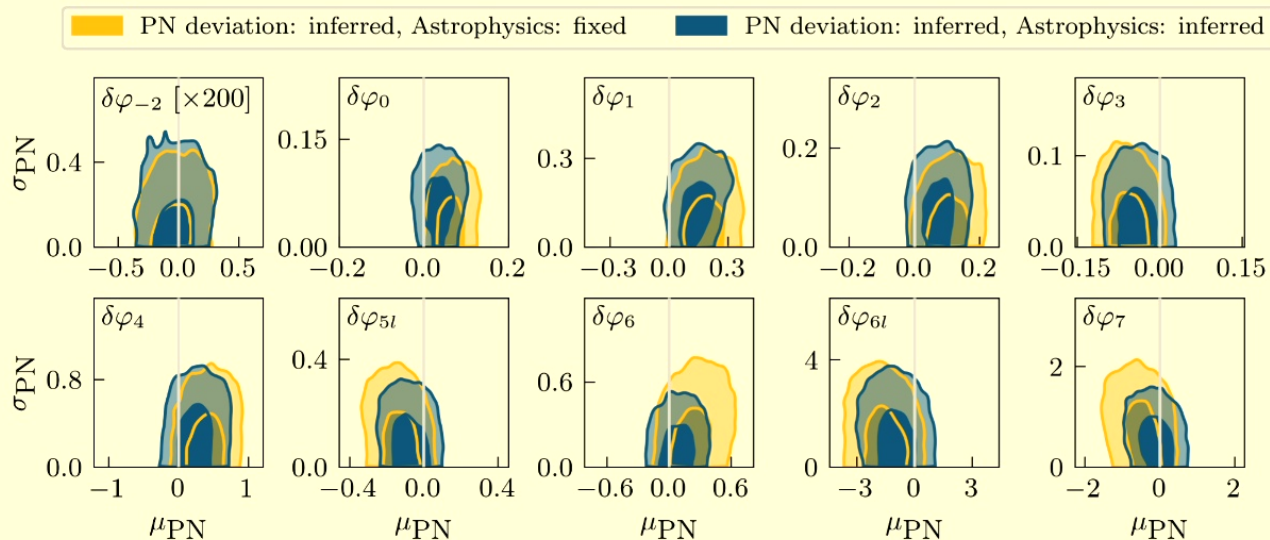 PN deviation: inferred, Astrophysics: fixed PN deviation: inferred, Astrophysics: inferred
δφ₋₂ [×200] δφ₀ δφ₁ δφ₂ δφ₃
σPN 0.4 0.0 0.15 0.00 0.3 0.0 0.2 0.0 0.1 0.0
−0.5 0.0 0.5 −0.2 0.0 0.2 −0.3 0.0 0.3 −0.2 0.0 0.2 −0.15 0.00 0.15
δφ₄ δφ₅ₗ δφ₆ δφ₆ₗ δφ₇
σPN 0.8 0.0 0.4 0.0 0.6 0.0 4 0 2 0
−1 0 1 −0.4 0.0 0.4 −0.6 0.0 0.6 −3 0 3 −2 0 2
μPN μPN μPN μPN μPN